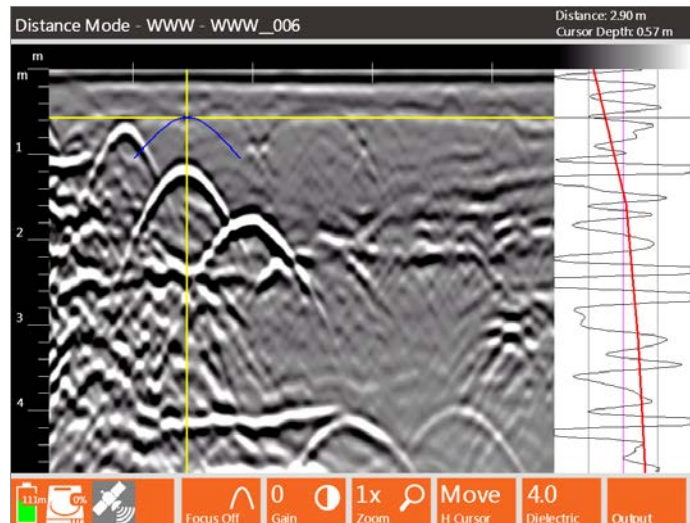 Distance Mode - WWW - WWW__006
Distance: 2.90 m
Cursor Depth: 0.57 m
m
m
1
2
3
4
111m
0%
Focus Off
0
Gain
1x
Zoom
Move
H Cursor
4.0
Dielectric
Output